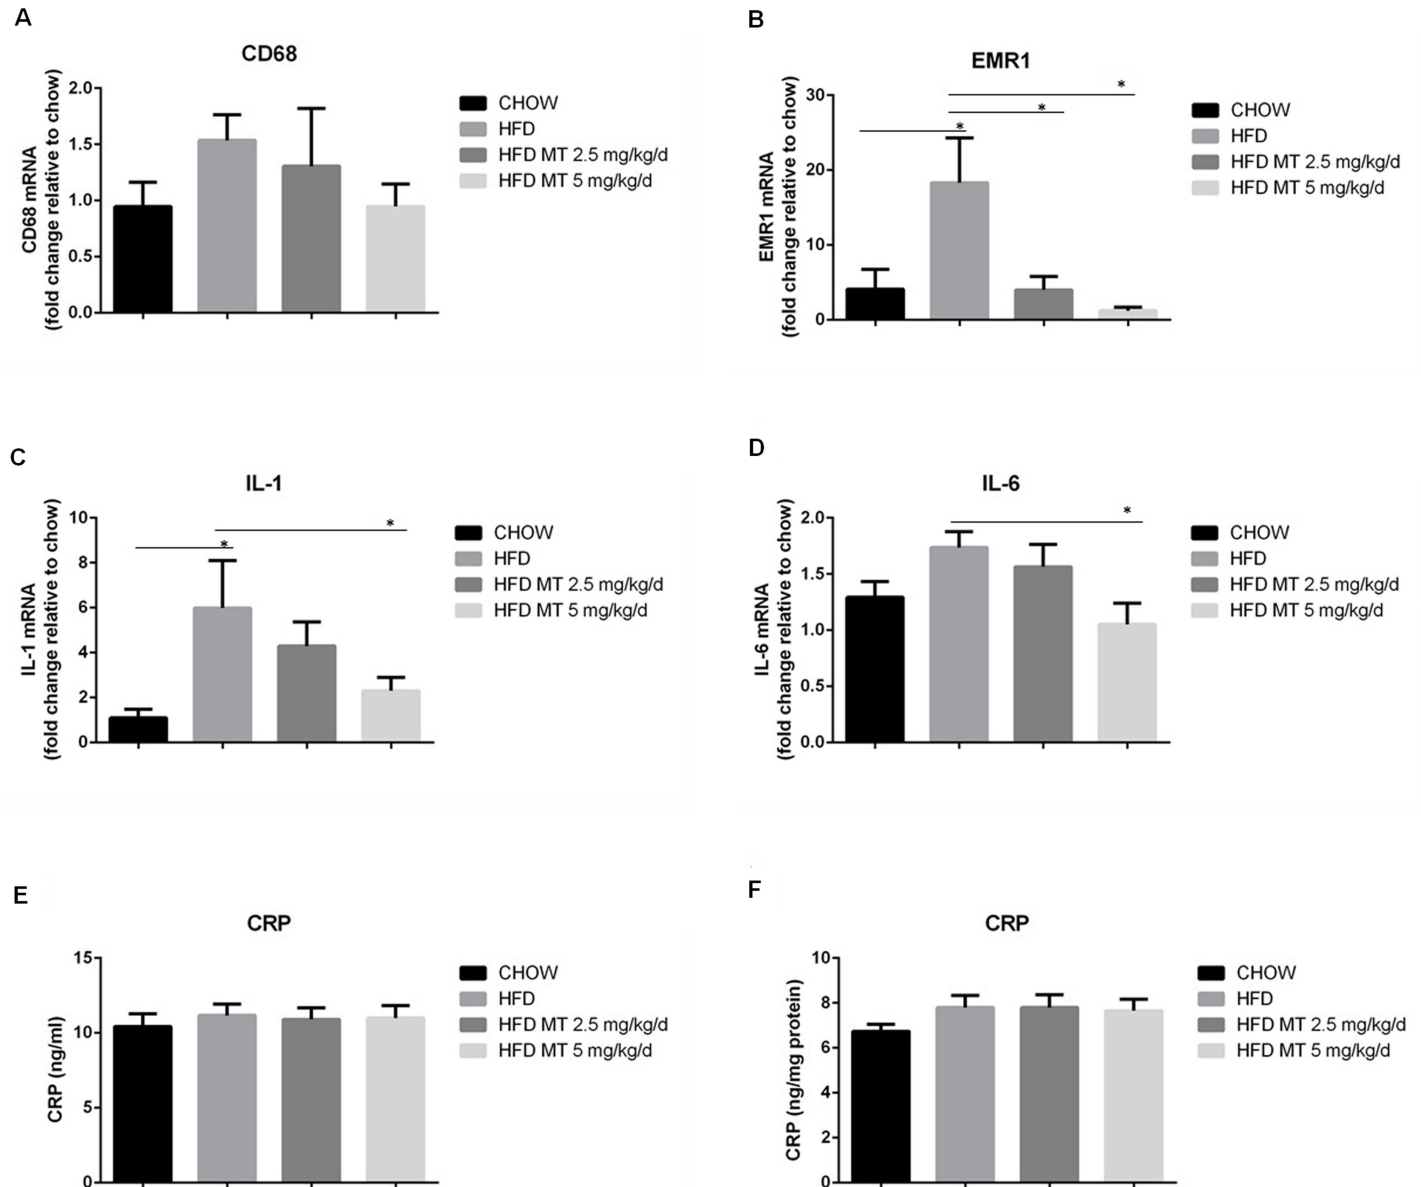 A
CD68
CD68 mRNA
(fold change relative to chow)
2.0
1.5
1.0
0.5
0.0
CHOW
HFD
HFD MT 2.5 mg/kg/d
HFD MT 5 mg/kg/d
B
EMR1
EMR1 mRNA
(fold change relative to chow)
30
20
10
0
*
*
*
CHOW
HFD
HFD MT 2.5 mg/kg/d
HFD MT 5 mg/kg/d
C
IL-1
IL-1 mRNA
(fold change relative to chow)
10
8
6
4
2
0
*
*
CHOW
HFD
HFD MT 2.5 mg/kg/d
HFD MT 5 mg/kg/d
D
IL-6
IL-6 mRNA
(fold change relative to chow)
2.0
1.5
1.0
0.5
0.0
*
CHOW
HFD
HFD MT 2.5 mg/kg/d
HFD MT 5 mg/kg/d
E
CRP
CRP (ng/ml)
15
10
5
0
CHOW
HFD
HFD MT 2.5 mg/kg/d
HFD MT 5 mg/kg/d
F
CRP
CRP (ng/mg protein)
10
8
6
4
2
0
CHOW
HFD
HFD MT 2.5 mg/kg/d
HFD MT 5 mg/kg/d